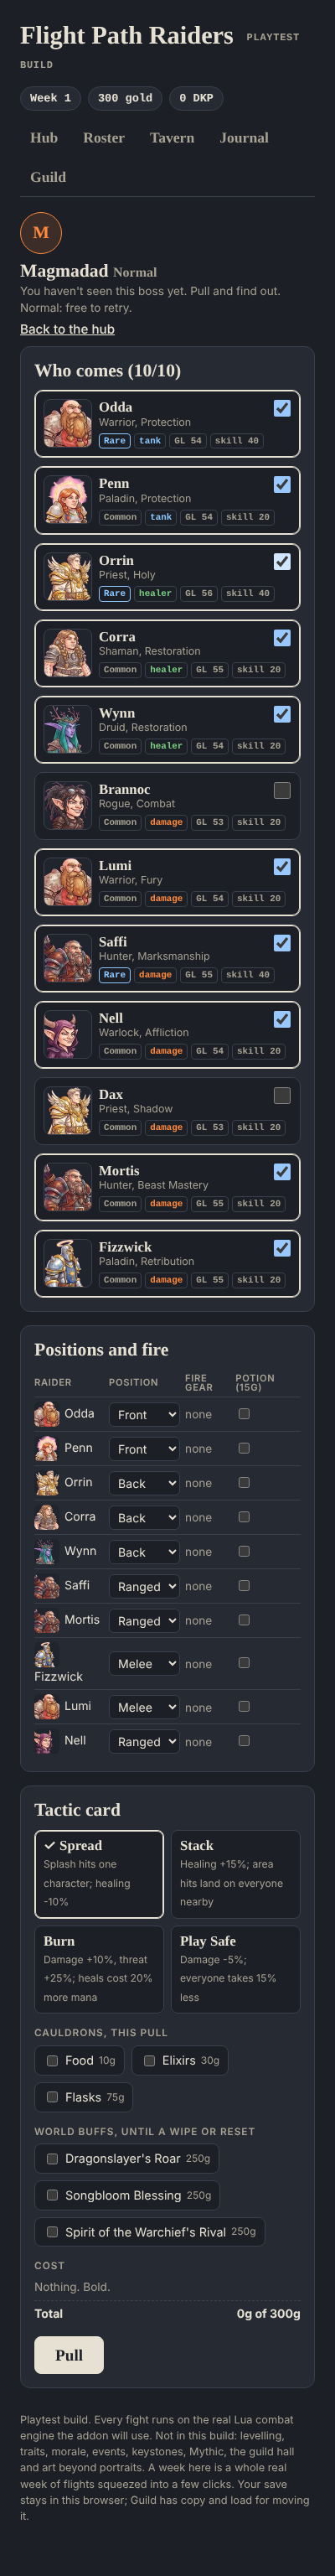 Flight Path Raiders PLAYTEST
BUILD
Week 1 300 gold 0 DKP
Hub Roster Tavern Journal
Guild
M
Magmadad Normal
You haven't seen this boss yet. Pull and find out.
Normal: free to retry.
Back to the hub
Who comes (10/10)
Odda
Warrior, Protection
Rare tank GL 54 skill 40
Penn
Paladin, Protection
Common tank GL 54 skill 20
Orrin
Priest, Holy
Rare healer GL 56 skill 40
Corra
Shaman, Restoration
Common healer GL 55 skill 20
Wynn
Druid, Restoration
Common healer GL 54 skill 20
Brannoc
Rogue, Combat
Common damage GL 53 skill 20
Lumi
Warrior, Fury
Common damage GL 54 skill 20
Saffi
Hunter, Marksmanship
Rare damage GL 55 skill 40
Nell
Warlock, Affliction
Common damage GL 54 skill 20
Dax
Priest, Shadow
Common damage GL 53 skill 20
Mortis
Hunter, Beast Mastery
Common damage GL 55 skill 20
Fizzwick
Paladin, Retribution
Common damage GL 55 skill 20
Positions and fire
RAIDER POSITION FIRE GEAR POTION (15G)
Odda Front none
Penn Front none
Orrin Back none
Corra Back none
Wynn Back none
Saffi Ranged none
Mortis Ranged none
Fizzwick Melee none
Lumi Melee none
Nell Ranged none
Tactic card
✓ Spread
Splash hits one
character; healing
-10%
Stack
Healing +15%; area
hits land on everyone
nearby
Burn
Damage +10%, threat
+25%; heals cost 20%
more mana
Play Safe
Damage -5%;
everyone takes 15%
less
CAULDRONS, THIS PULL
Food 10g Elixirs 30g
Flasks 75g
WORLD BUFFS, UNTIL A WIPE OR RESET
Dragonslayer's Roar 250g
Songbloom Blessing 250g
Spirit of the Warchief's Rival 250g
COST
Nothing. Bold.
Total 0g of 300g
Pull
Playtest build. Every fight runs on the real Lua combat
engine the addon will use. Not in this build: levelling,
traits, morale, events, keystones, Mythic, the guild hall
and art beyond portraits. A week here is a whole real
week of flights squeezed into a few clicks. Your save
stays in this browser; Guild has copy and load for moving
it.